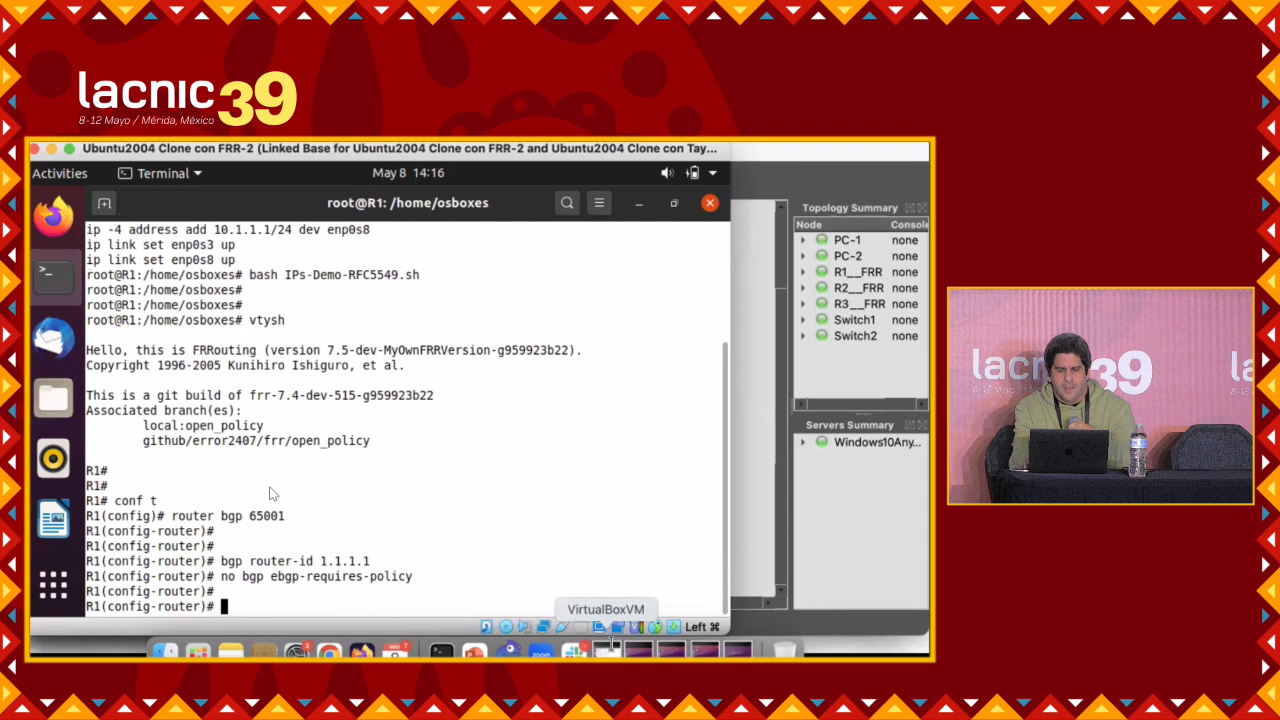 lacnic 39
8-12 Mayo / Mérida, México
Ubuntu2004 Clone con FRR-2 (Linked Base for Ubuntu2004 Clone con FRR-2 and Ubuntu2004 Clone con Tay...
Activities
Terminal
May 8 14:16
root@R1: /home/osboxes
ip -4 address add 10.1.1.1/24 dev enp0s8
ip link set enp0s3 up
ip link set enp0s8 up
root@R1:/home/osboxes# bash IPs-Demo-RFC5549.sh
root@R1:/home/osboxes#
root@R1:/home/osboxes#
root@R1:/home/osboxes# vtysh
Hello, this is FRRouting (version 7.5-dev-MyOwnFRRVersion-g959923b22).
Copyright 1996-2005 Kunihiro Ishiguro, et al.
This is a git build of frr-7.4-dev-515-g959923b22
Associated branch(es):
local:open_policy
github/error2407/frr/open_policy
R1#
R1#
R1# conf t
R1(config)# router bgp 65001
R1(config-router)#
R1(config-router)#
R1(config-router)# bgp router-id 1.1.1.1
R1(config-router)# no bgp ebgp-requires-policy
R1(config-router)#
R1(config-router)#
VirtualBoxVM
Left ⌘
zoom
Topology Summary
Node Console
PC-1 none
PC-2 none
R1__FRR none
R2__FRR none
R3__FRR none
Switch1 none
Switch2 none
Servers Summary
Windows10Any...
lacnic 39